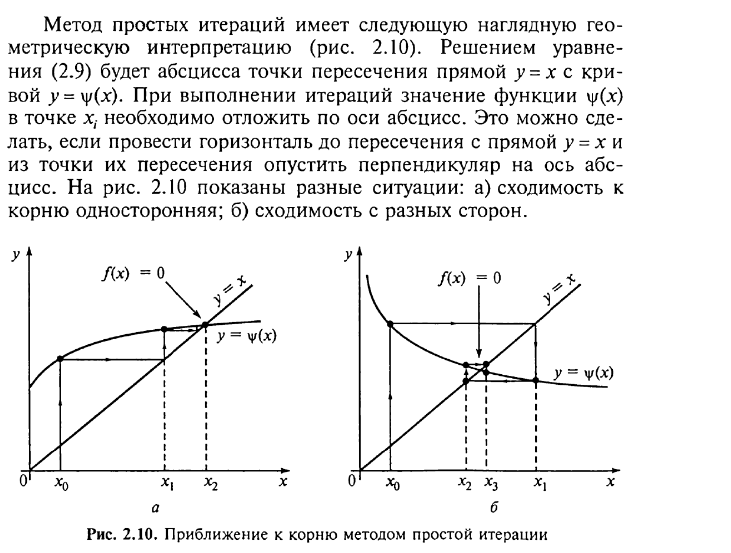 Метод простых итераций имеет следующую наглядную гео-
метрическую интерпретацию (рис. 2.10). Решением уравне-
ния (2.9) будет абсцисса точки пересечения прямой y = x с кри-
вой y = ψ(x). При выполнении итераций значение функции ψ(x)
в точке xᵢ необходимо отложить по оси абсцисс. Это можно сде-
лать, если провести горизонталь до пересечения с прямой y = x и
из точки их пересечения опустить перпендикуляр на ось абс-
цисс. На рис. 2.10 показаны разные ситуации: а) сходимость к
корню односторонняя; б) сходимость с разных сторон.
y
f(x) = 0
y = x
y = ψ(x)
0
x₀
x₁
x₂
x
а
y
f(x) = 0
y = x
y = ψ(x)
0
x₀
x₂
x₃
x₁
x
б
Рис. 2.10. Приближение к корню методом простой итерации